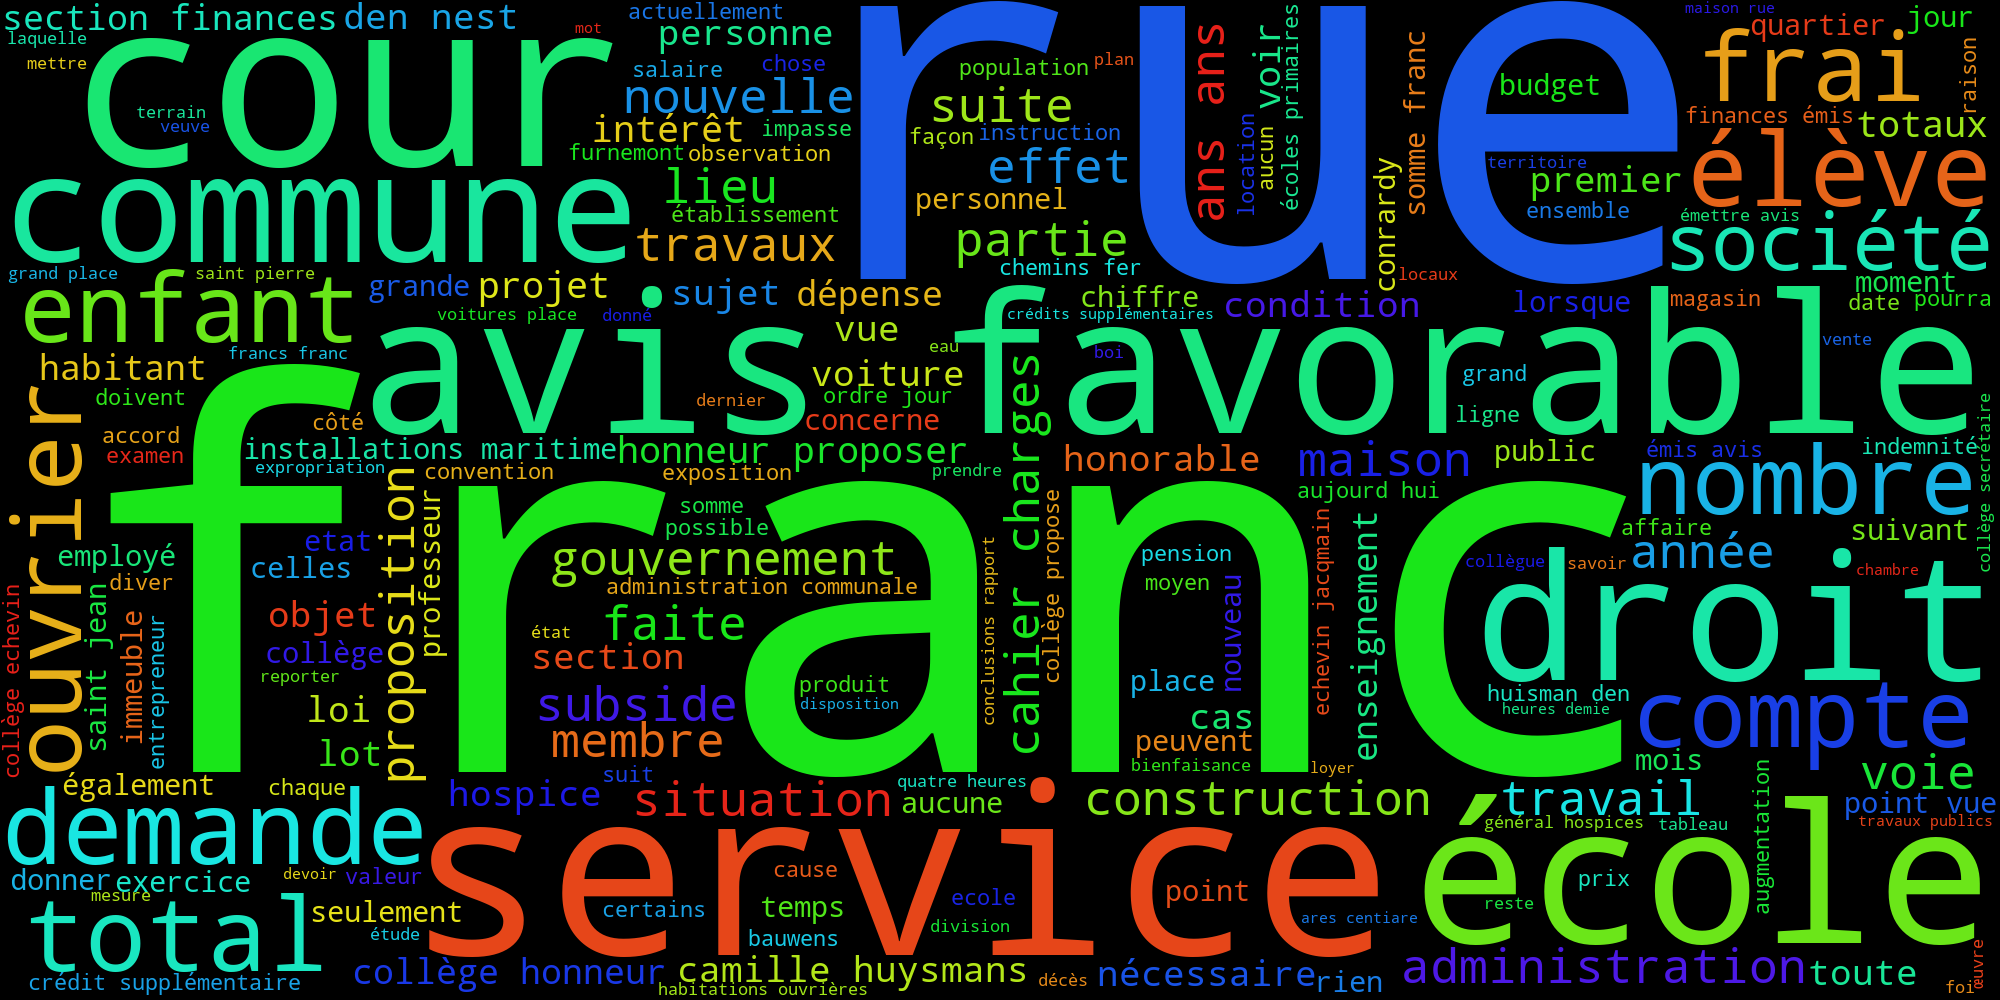 section finances
den nest
actuellement
rue
maison rue
quartier
jour
laquelle
mot
personne
cour
mettre
frai
voir
écoles primaires
ans ans
somme franc
raison
salaire
chose
population
plan
budget
nouvelle
suite
terrain
veuve
intérêt
impasse
façon
instruction
location
aucun
finances émis
totaux
furnemont
observation
effet
territoire
élève
commune
lieu
personnel
conrardy
premier
établissement
ensemble
émettre avis
travaux
partie
société
grand place
saint pierre
chemins fer
locaux
enfant
grande
projet
sujet
dépense
chiffre
condition
lorsque
magasin
moment
date
pourra
voitures place
donné
crédits supplémentaires
avis favorable
vue
eau
boi
vente
francs franc
habitant
voiture
grand
doivent
dernier
ordre jour
ligne
côté
concerne
accord
examen
installations maritime
honneur proposer
honorable
maison
public
émis avis
indemnité
expropriation
convention
exposition
prendre
cahier charges
nombre
collège secrétaire
ouvrier
franc
proposition
professeur
somme
possible
aujourd hui
affaire
suivant
employé
etat
celles
gouvernement
pension
collègue
savoir
année
chambre
diver
administration communale
moyen
nouveau
echevin jacqmain
enseignement
droit
collège echevin
saint jean
immeuble
entrepreneur
objet
faite
état
conclusions rapport
collège propose
collège
section
reporter
produit
disposition
place
huisman den
heures demie
loi
subside
cas
compte
lot
membre
peuvent
bienfaisance
loyer
mois
voie
également
chaque
suit
quatre heures
hospice
situation
aucune
construction
travail
point vue
demande
service
école
général hospices
tableau
travaux publics
augmentation
donner
exercice
devoir
valeur
cause
point
prix
mesure
total
seulement
certains
temps
ecole
ares centiare
reste
étude
bauwens
division
crédit supplémentaire
collège honneur
camille huysmans
habitations ouvrières
décès
nécessaire
rien
administration
toute
foi
œuvre